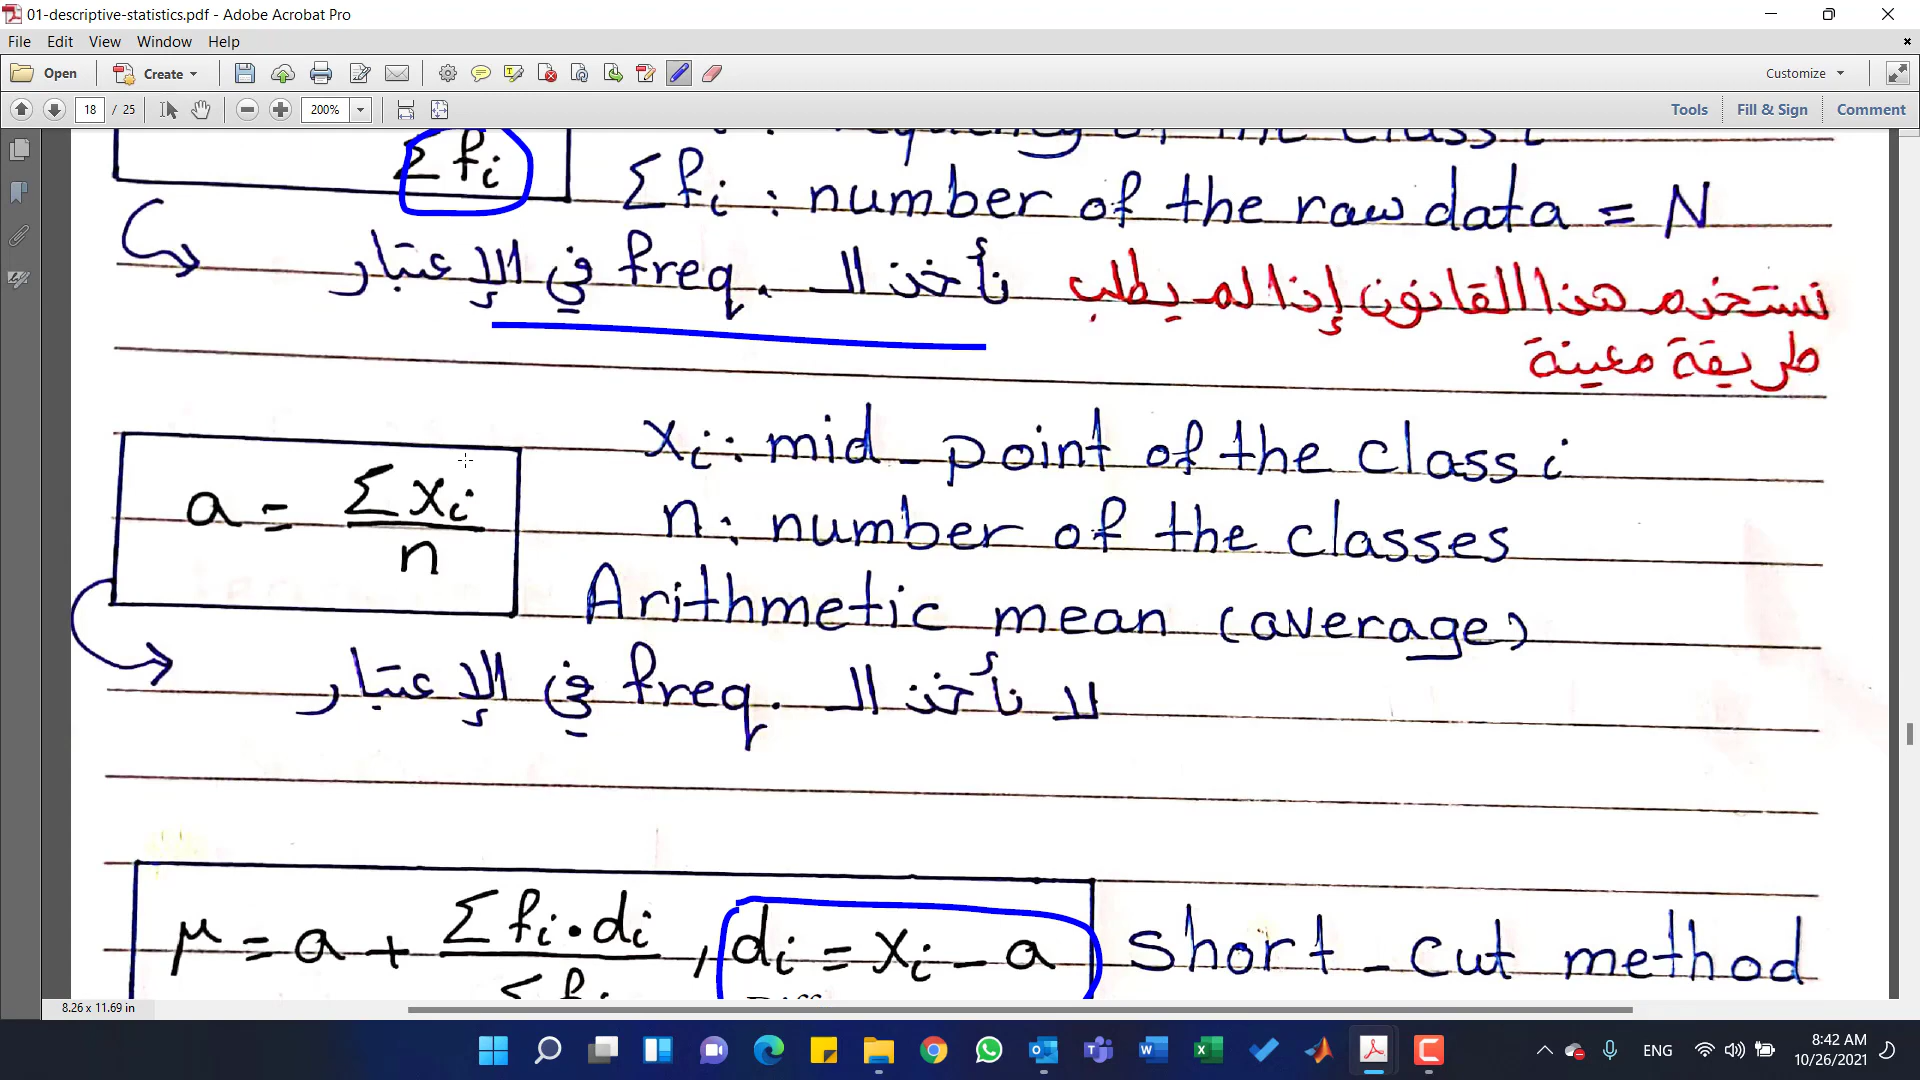 01-descriptive-statistics.pdf - Adobe Acrobat Pro
File Edit View Window Help
Open Create Customize
18 / 25 200% Tools Fill & Sign Comment
Σfi
Σfi : number of the raw data = N
نأخذ الـ freq. في الإعتبار
نستخدم هذا القانون إذا لم يطلب
طريقة معينة
xi : mid-point of the class i
a = Σxi / n
n : number of the classes
Arithmetic mean (average)
لا نأخذ الـ freq. في الإعتبار
μ = a + Σfi·di / Σfi , di = xi - a short-cut method
8.26 x 11.69 in
ENG 8:42 AM
10/26/2021